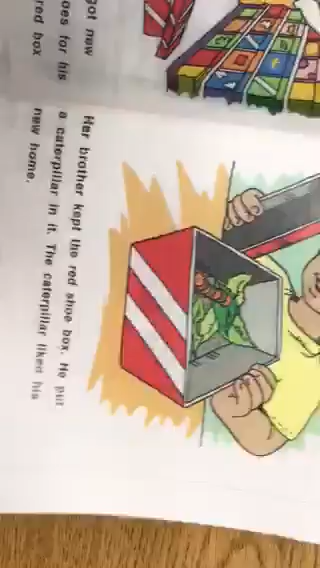 got new
oes for his
red box
Her brother kept the red shoe box. He put
a caterpillar in it. The caterpillar liked his
new home.